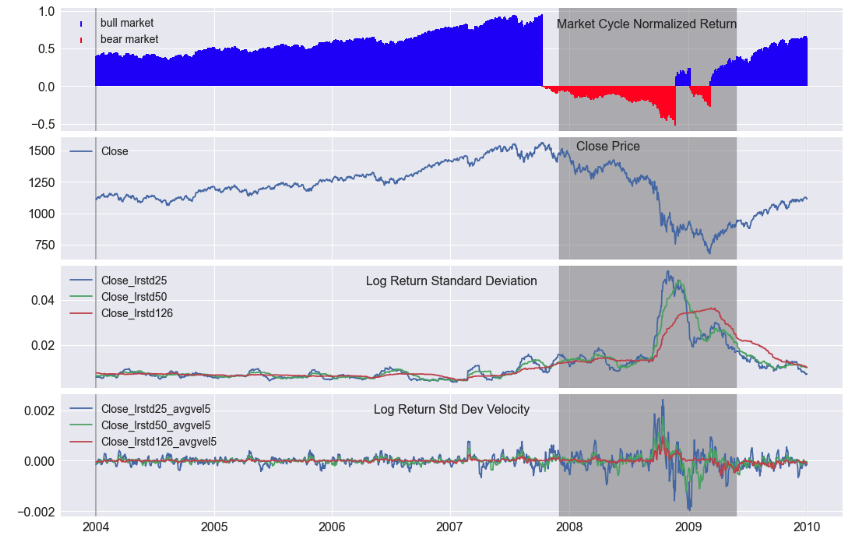 1.0
bull market
Market Cycle Normalized Return
bear market
0.5
0.0
−0.5
1500
Close
Close Price
1250
1000
750
Close_lrstd25
Log Return Standard Deviation
0.04
Close_lrstd50
Close_lrstd126
0.02
Close_lrstd25_avgvel5
Log Return Std Dev Velocity
0.002
Close_lrstd50_avgvel5
Close_lrstd126_avgvel5
0.000
−0.002
2004 2005 2006 2007 2008 2009 2010